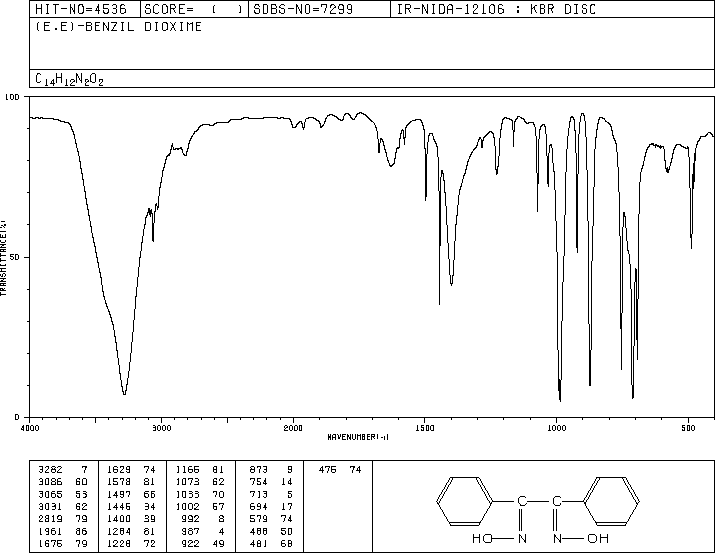 HIT-NO=4536 SCORE= ( ) SDBS-NO=7299 IR-NIDA-12106 : KBR DISC
(E,E)-BENZIL DIOXIME
C14H12N2O2
100
50
0
TRANSMITTANCE(%)
4000 3000 2000 1500 1000 500
WAVENUMBER(-1)
3282 7 1629 74 1166 81 873 9 476 74
3086 60 1578 81 1073 62 754 14
3065 53 1497 66 1033 70 713 5
3031 62 1446 34 1002 67 694 17
2819 79 1400 39 992 8 579 74
1961 86 1284 81 987 4 488 50
1675 79 1228 72 922 49 481 68
C C
HO N N OH